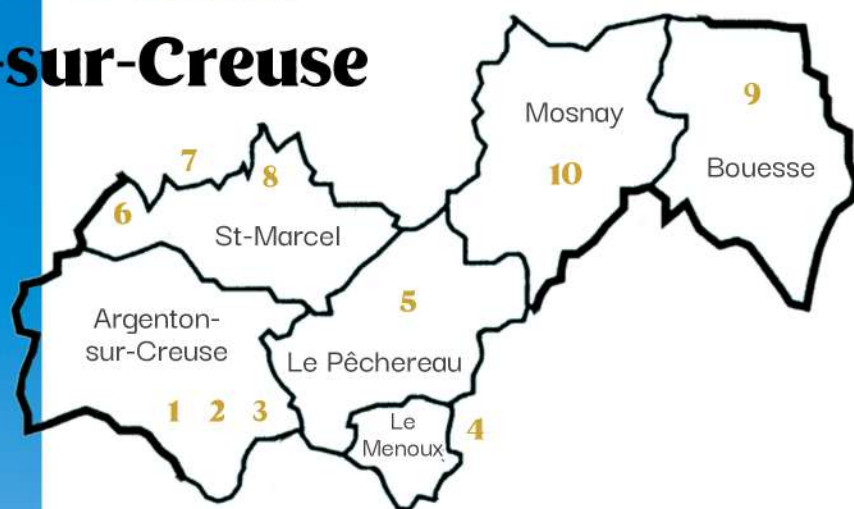 -sur-Creuse
9
Mosnay
7
10
8
Bouesse
6
St-Marcel
5
Argenton-
sur-Creuse
Le Pêchereau
1 2 3
Le
Menoux
4